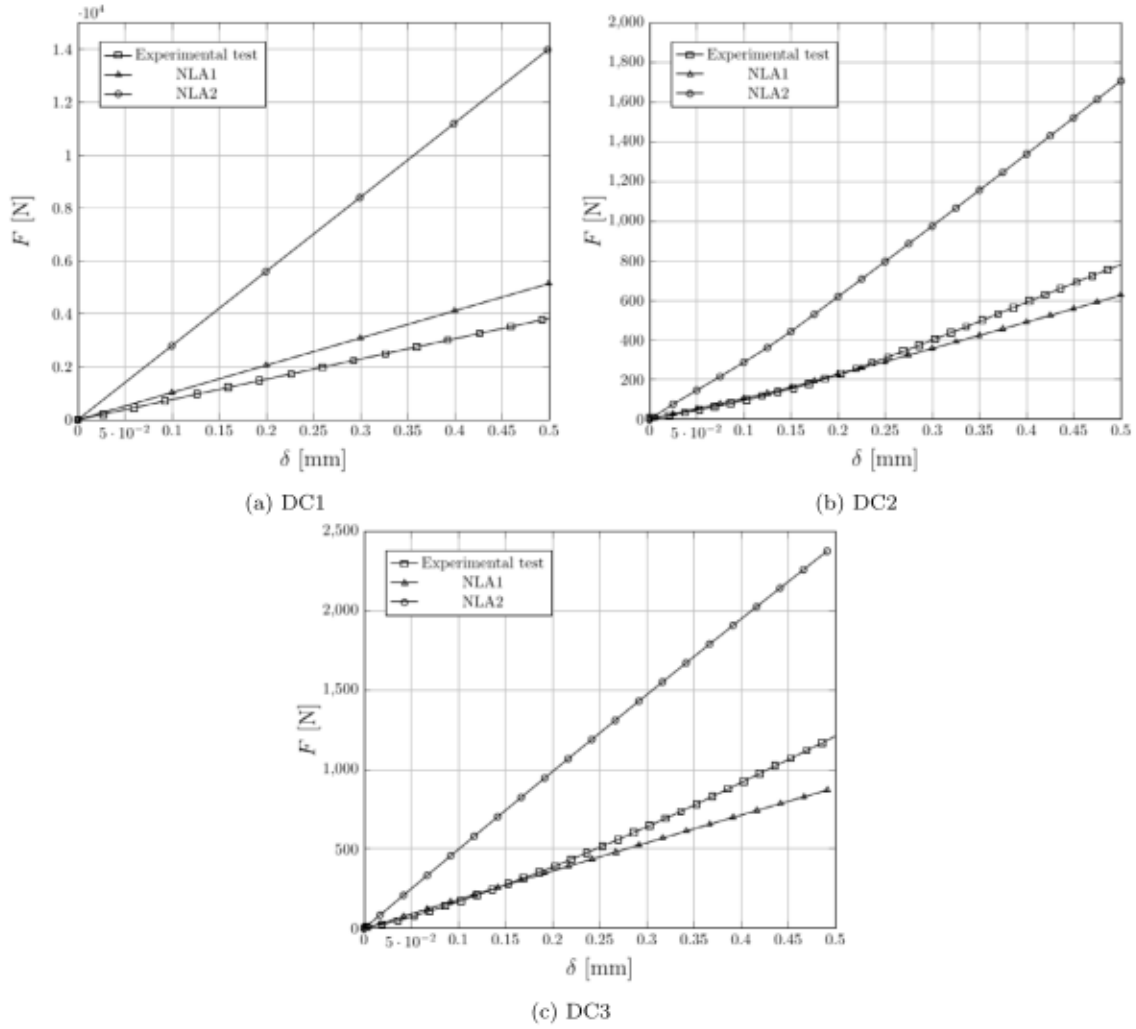 ·10⁴
1.4
1.2
1
0.8
0.6
0.4
0.2
0
F [N]
Experimental test
NLA1
NLA2
0 5 · 10⁻² 0.1 0.15 0.2 0.25 0.3 0.35 0.4 0.45 0.5
δ [mm]
(a) DC1
2,000
1,800
1,600
1,400
1,200
1,000
800
600
400
200
0
F [N]
Experimental test
NLA1
NLA2
0 5 · 10⁻² 0.1 0.15 0.2 0.25 0.3 0.35 0.4 0.45 0.5
δ [mm]
(b) DC2
2,500
2,000
1,500
1,000
500
0
F [N]
Experimental test
NLA1
NLA2
0 5 · 10⁻² 0.1 0.15 0.2 0.25 0.3 0.35 0.4 0.45 0.5
δ [mm]
(c) DC3